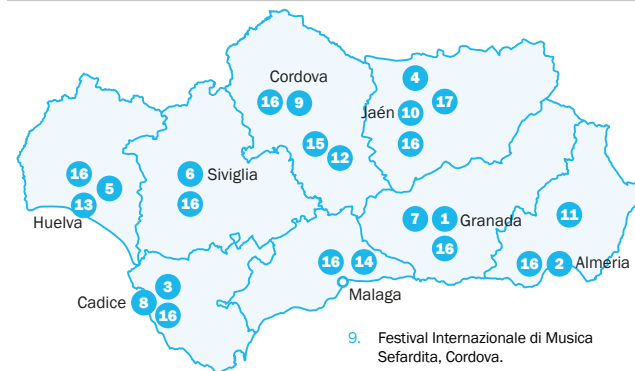 Cordova
4
16 9
17
Jaén 10
15
16
12
16
6 Siviglia
5
13
16
Huelva
11
7 1 Granada
16
16 14
16 2 Almeria
3
Cadice 8
16
Malaga
9. Festival Internazionale di Musica
Sefardita, Cordova.